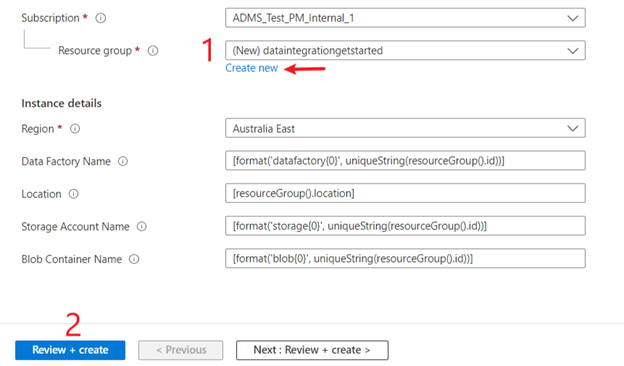 Subscription * ADMS_Test_PM_Internal_1
Resource group * 1 (New) dataintegrationgetstarted
Create new
Instance details
Region * Australia East
Data Factory Name [format('datafactory{0}', uniqueString(resourceGroup().id))]
Location [resourceGroup().location]
Storage Account Name [format('storage{0}', uniqueString(resourceGroup().id))]
Blob Container Name [format('blob{0}', uniqueString(resourceGroup().id))]
2
Review + create < Previous Next : Review + create >